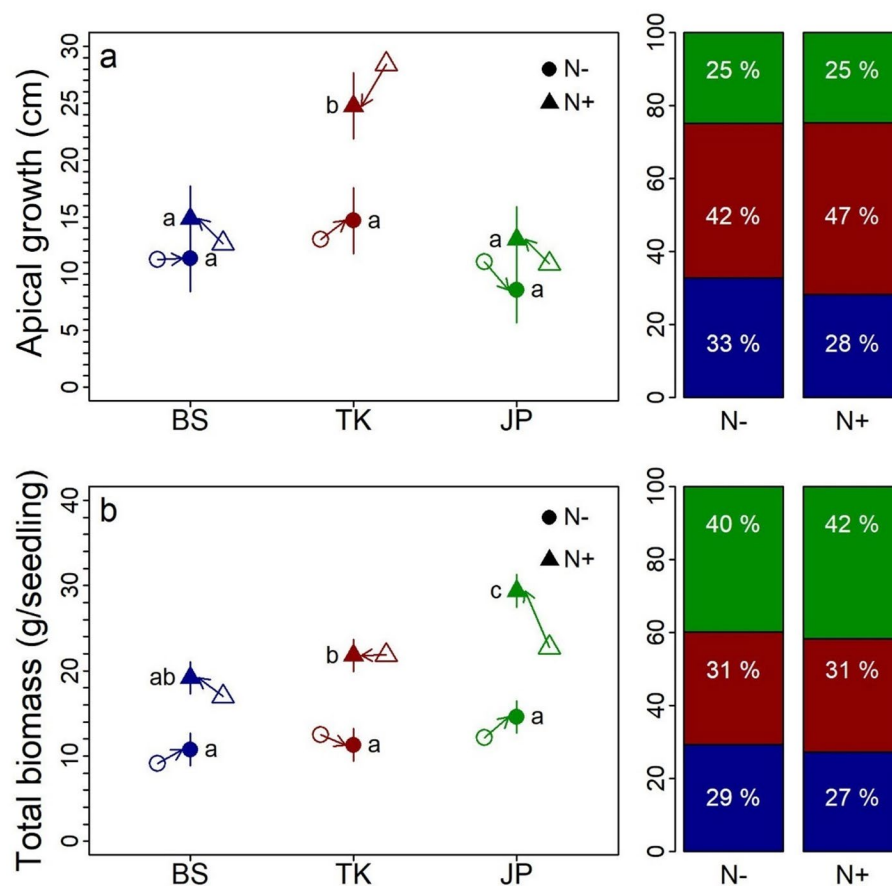 a
Apical growth (cm)
30
25
20
15
10
5
0
N-
N+
b
a
a
a
a
a
BS
TK
JP
100
80
60
40
20
0
25 %
25 %
42 %
47 %
33 %
28 %
N-
N+
b
Total biomass (g/seedling)
40
30
20
10
0
N-
N+
c
ab
b
a
a
a
BS
TK
JP
100
80
60
40
20
0
40 %
42 %
31 %
31 %
29 %
27 %
N-
N+